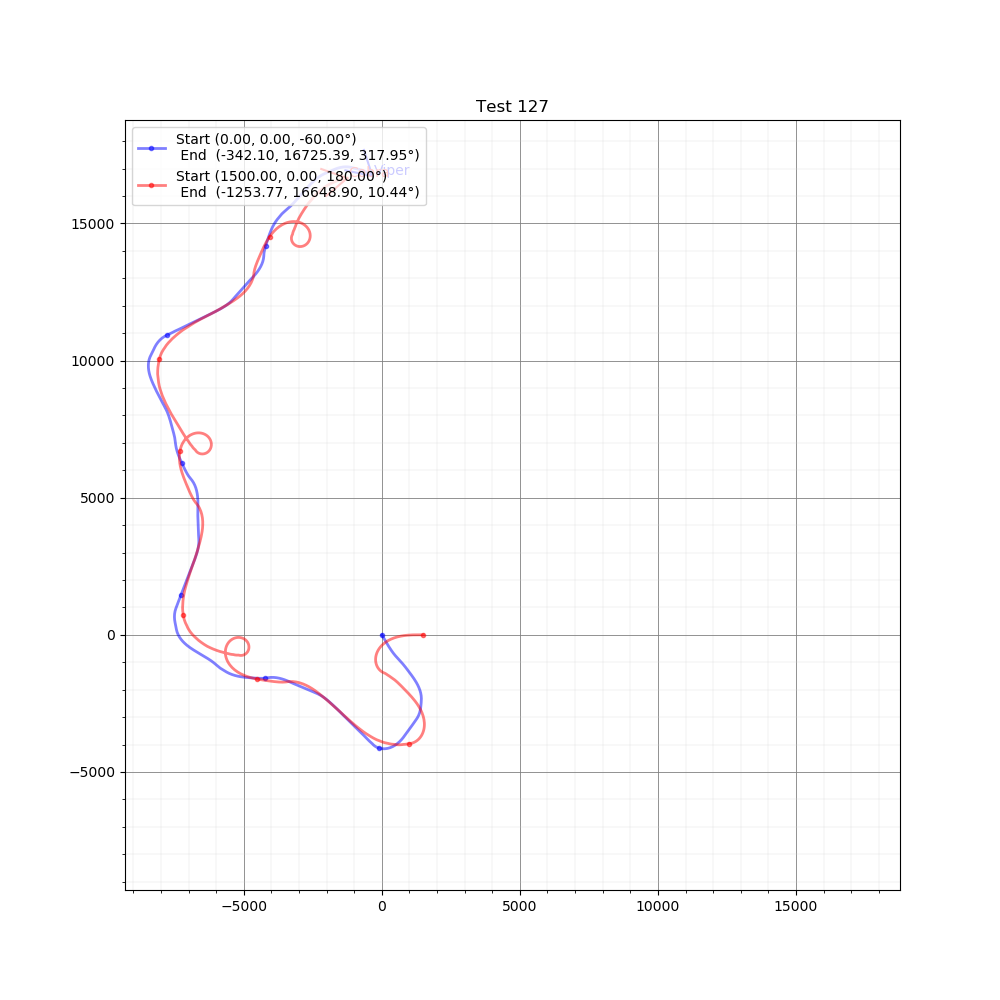 Test 127
Start (0.00, 0.00, -60.00°)
End (-342.10, 16725.39, 317.95°)
Viper
Start (1500.00, 0.00, 180.00°)
End (-1253.77, 16648.90, 10.44°)
15000
10000
5000
0
−5000
−5000
0
5000
10000
15000